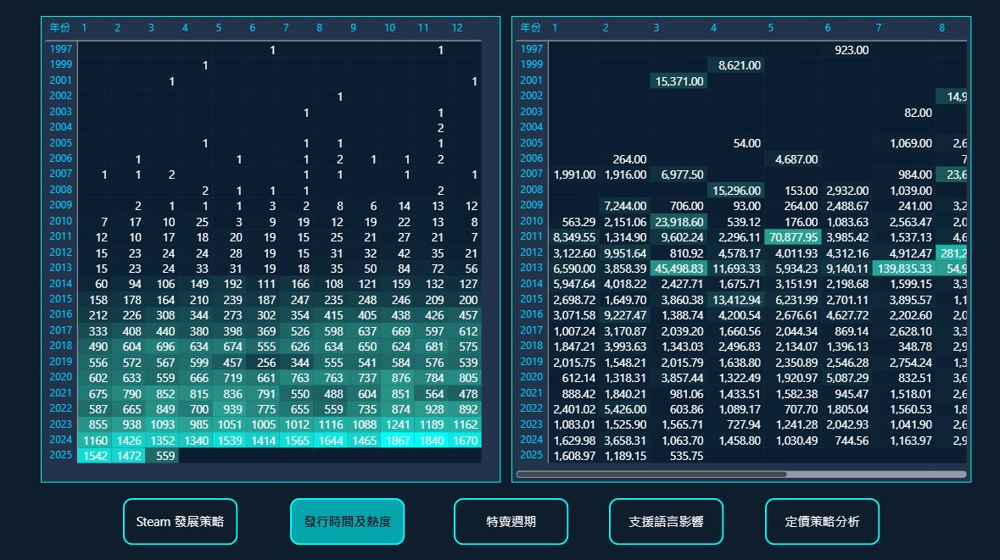 年份 1 2 3 4 5 6 7 8 9 10 11 12
1997 1 1
1999 1
2001 1 1
2002 1
2003 1 1
2004 2
2005 1 1 1 1
2006 1 1 1 2 1 1 2
2007 1 1 2 1 1 1 1
2008 2 1 1 1 2
2009 2 1 1 1 3 2 8 6 14 13 12
2010 7 17 10 25 3 9 19 12 19 22 13 8
2011 12 10 17 18 20 19 15 25 21 27 21 7
2012 15 23 24 24 28 19 15 31 32 42 35 21
2013 15 23 24 33 31 19 18 35 50 84 72 56
2014 60 94 106 149 192 111 166 108 121 159 132 127
2015 158 178 164 210 239 187 247 235 248 246 209 200
2016 212 226 308 344 273 302 354 415 405 438 426 457
2017 333 408 440 380 398 369 526 598 637 669 597 612
2018 490 604 696 634 674 555 626 634 650 624 681 575
2019 556 572 567 599 457 256 344 555 541 584 576 539
2020 602 633 559 666 719 661 763 763 737 876 784 805
2021 675 790 852 815 836 791 550 488 604 851 564 478
2022 587 665 849 700 939 775 655 559 735 874 928 892
2023 855 938 1093 985 1051 1005 1012 1116 1088 1241 1189 1162
2024 1160 1426 1352 1340 1539 1414 1565 1644 1465 1867 1840 1670
2025 1542 1472 559
年份 1 2 3 4 5 6 7 8
1997 923.00
1999 8,621.00
2001 15,371.00
2002 14,9
2003 82.00
2004
2005 54.00 1,069.00 2,6
2006 264.00 4,687.00 7
2007 1,991.00 1,916.00 6,977.50 984.00 23,6
2008 15,296.00 153.00 2,932.00 1,039.00
2009 7,244.00 706.00 93.00 264.00 2,488.67 241.00 3,2
2010 563.29 2,151.06 23,918.60 539.12 176.00 1,083.63 2,563.47 2,0
2011 8,349.55 1,314.90 9,602.24 2,296.11 70,877.95 3,985.42 1,537.13 4,6
2012 3,122.60 9,951.64 810.92 4,578.17 4,011.93 4,312.16 4,912.47 281,2
2013 6,590.00 3,858.39 45,498.83 11,693.33 5,934.23 9,140.11 139,835.33 54,9
2014 5,947.64 4,018.22 2,427.71 1,675.71 3,151.91 2,198.68 1,599.15 3,3
2015 2,698.72 1,649.70 3,860.38 13,412.94 6,231.99 2,701.11 3,895.57 1,1
2016 3,071.58 9,227.47 1,388.74 4,200.54 2,676.61 4,627.72 2,202.60 2,0
2017 1,007.24 3,170.87 2,039.20 1,660.56 2,044.34 869.14 2,628.10 3,3
2018 1,847.21 3,993.63 1,343.03 2,496.83 2,134.07 1,396.13 348.78 2,9
2019 2,015.75 1,548.21 2,015.79 1,638.80 2,350.89 2,546.28 2,754.24 1,3
2020 612.14 1,318.31 3,857.44 1,322.49 1,920.97 5,087.29 832.51 3,6
2021 888.42 1,840.21 981.06 1,433.51 1,582.38 945.47 1,518.01 2,6
2022 2,401.02 5,426.00 603.86 1,089.17 707.70 1,805.04 1,560.53 1,8
2023 1,083.01 1,525.90 1,565.71 727.94 1,241.28 2,042.93 1,041.90 2,6
2024 1,629.98 3,658.31 1,063.70 1,458.80 1,030.49 744.56 1,163.97 2,9
2025 1,608.97 1,189.15 535.75
Steam 發展策略
發行時間及熱度
特賣週期
支援語言影響
定價策略分析